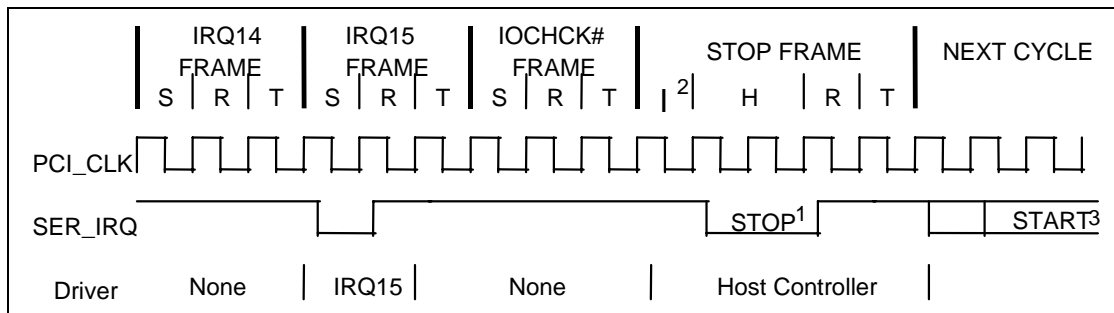 IRQ14 IRQ15 IOCHCK# STOP FRAME NEXT CYCLE
FRAME FRAME FRAME
S R T S R T S R T I 2 H R T
PCI_CLK
SER_IRQ STOP1 START3
Driver None IRQ15 None Host Controller